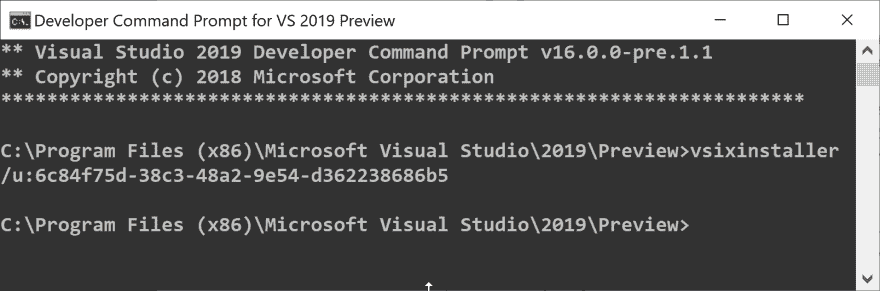 Developer Command Prompt for VS 2019 Preview
** Visual Studio 2019 Developer Command Prompt v16.0.0-pre.1.1
** Copyright (c) 2018 Microsoft Corporation
**********************************************************************
C:\Program Files (x86)\Microsoft Visual Studio\2019\Preview>vsixinstaller
/u:6c84f75d-38c3-48a2-9e54-d362238686b5
C:\Program Files (x86)\Microsoft Visual Studio\2019\Preview>